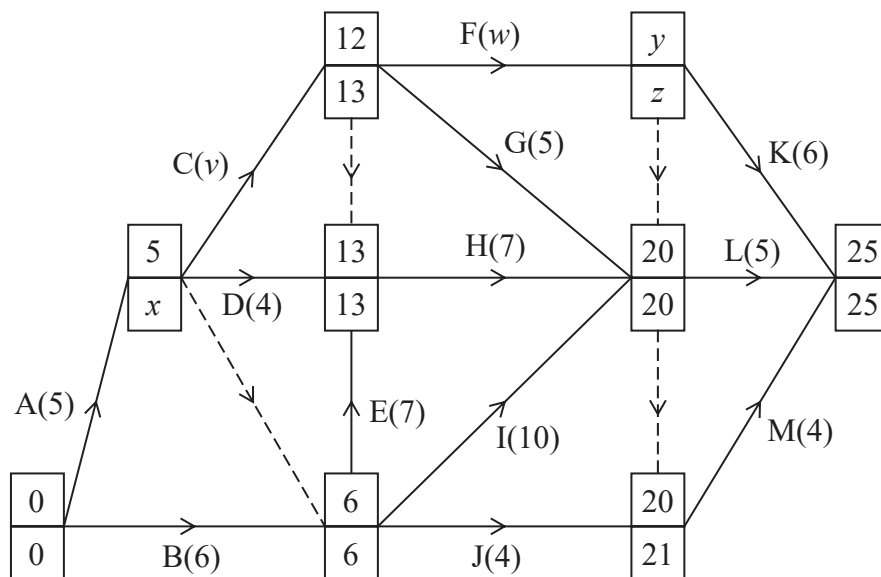 12 F(w) y
13 z
G(5)
C(v) K(6)
5 13 H(7) 20 L(5) 25
x D(4) 13 20 25
A(5) E(7) I(10) M(4)
0 6 20
0 B(6) 6 J(4) 21